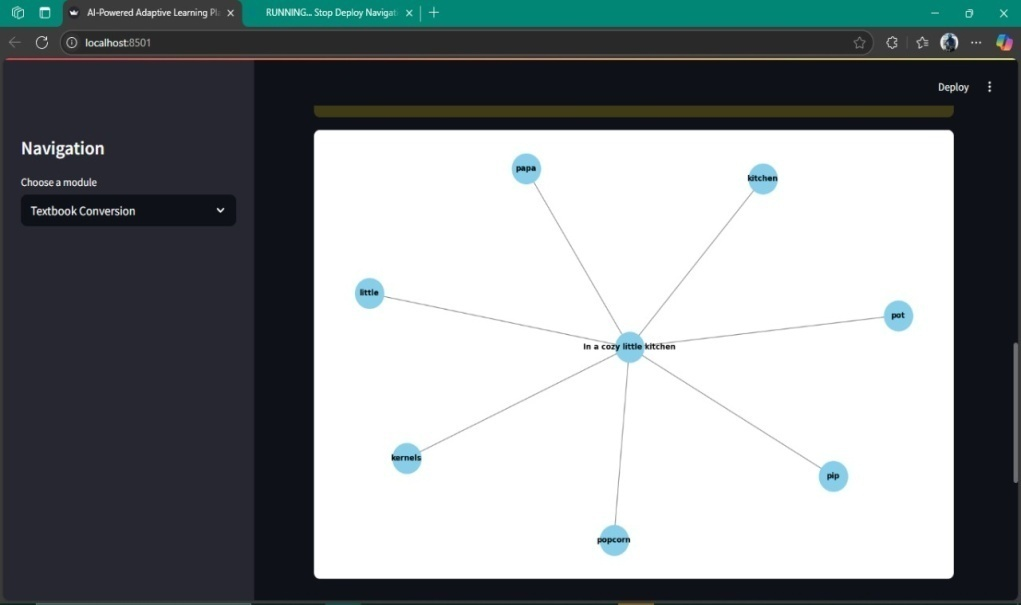 AI-Powered Adaptive Learning Pl
RUNNING... Stop Deploy Navigat
localhost:8501
Deploy
Navigation
Choose a module
Textbook Conversion
papa
kitchen
little
pot
In a cozy little kitchen
kernels
pip
popcorn